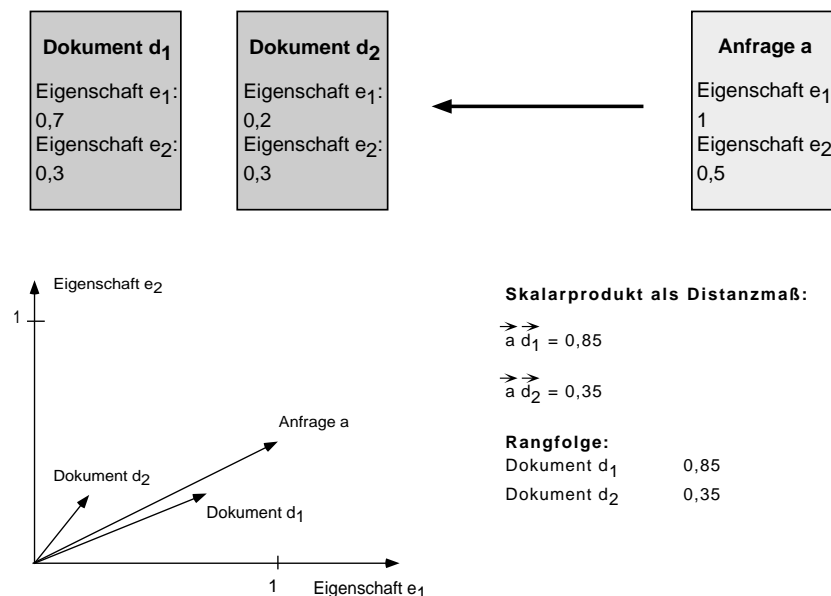 Dokument d1
Eigenschaft e1:
0,7
Eigenschaft e2:
0,3
Dokument d2
Eigenschaft e1:
0,2
Eigenschaft e2:
0,3
Anfrage a
Eigenschaft e1
1
Eigenschaft e2
0,5
Eigenschaft e2
1
Anfrage a
Dokument d2
Dokument d1
1
Eigenschaft e1
Skalarprodukt als Distanzmaß:
a d1 = 0,85
a d2 = 0,35
Rangfolge:
Dokument d1 0,85
Dokument d2 0,35